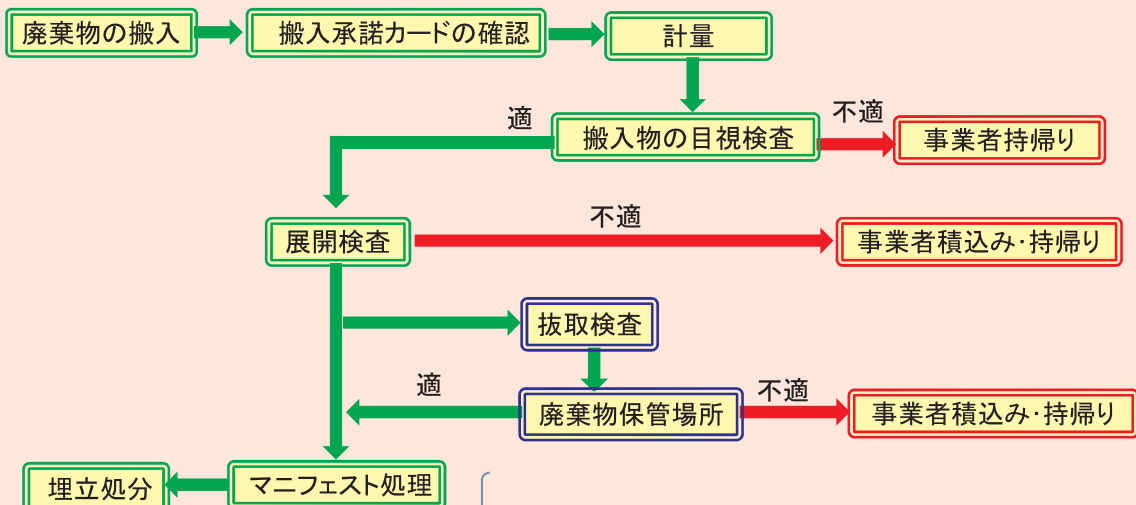 廃棄物の搬入
搬入承諾カードの確認
計量
適
搬入物の目視検査
不適
事業者持帰り
展開検査
不適
事業者積込み・持帰り
抜取検査
適
廃棄物保管場所
不適
事業者積込み・持帰り
埋立処分
マニフェスト処理